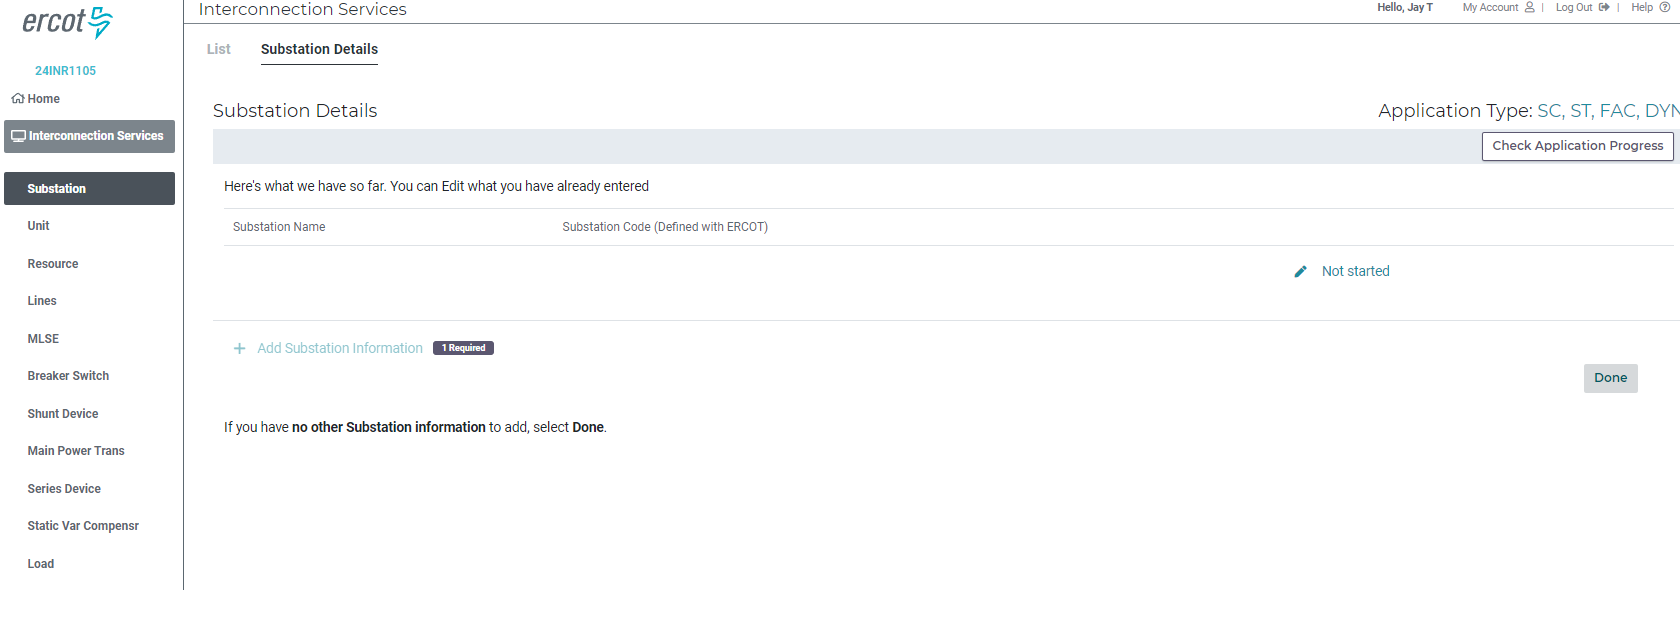 ercot
Interconnection Services
Hello, Jay T
My Account |
Log Out |
Help
24INR1105
Home
Interconnection Services
Substation
Unit
Resource
Lines
MLSE
Breaker Switch
Shunt Device
Main Power Trans
Series Device
Static Var Compensr
Load
List
Substation Details
Substation Details
Application Type: SC, ST, FAC, DYN
Check Application Progress
Here's what we have so far. You can Edit what you have already entered
Substation Name
Substation Code (Defined with ERCOT)
Not started
+ Add Substation Information 1 Required
Done
If you have no other Substation information to add, select Done.